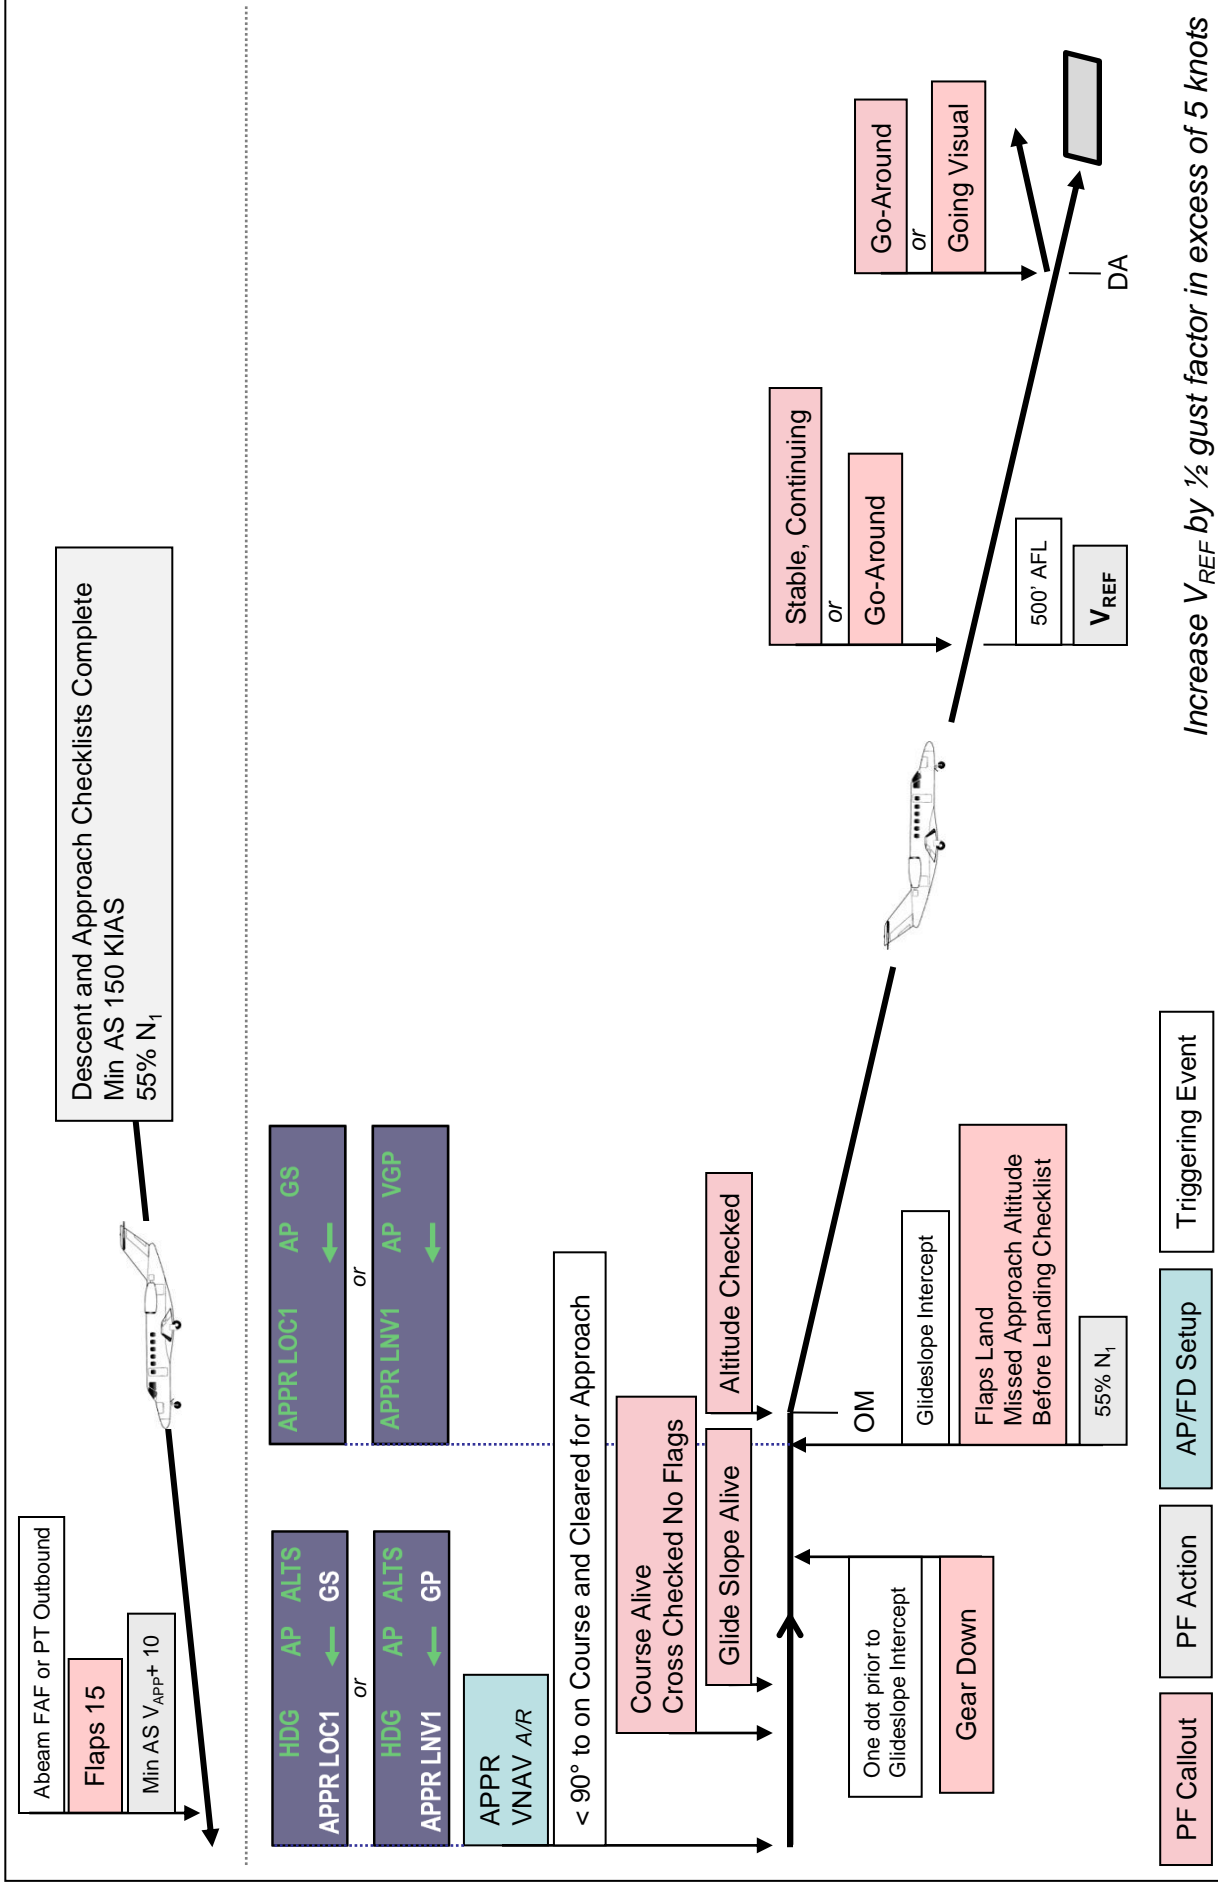 Abeam FAF or PT Outbound
Flaps 15
Min AS V_APP+ 10
Descent and Approach Checklists Complete
Min AS 150 KIAS
55% N₁
HDG AP ALTS
APPR LOC1 GS
or
HDG AP ALTS
APPR LNV1 GP
APPR LOC1 AP GS
or
APPR LNV1 AP VGP
APPR
VNAV A/R
< 90° to on Course and Cleared for Approach
Course Alive
Cross Checked No Flags
Glide Slope Alive
Altitude Checked
One dot prior to
Glideslope Intercept
Gear Down
OM
Glideslope Intercept
Flaps Land
Missed Approach Altitude
Before Landing Checklist
55% N₁
Stable, Continuing
or
Go-Around
500' AFL
V_REF
Go-Around
or
Going Visual
DA
PF Callout
PF Action
AP/FD Setup
Triggering Event
Increase V_REF by ½ gust factor in excess of 5 knots